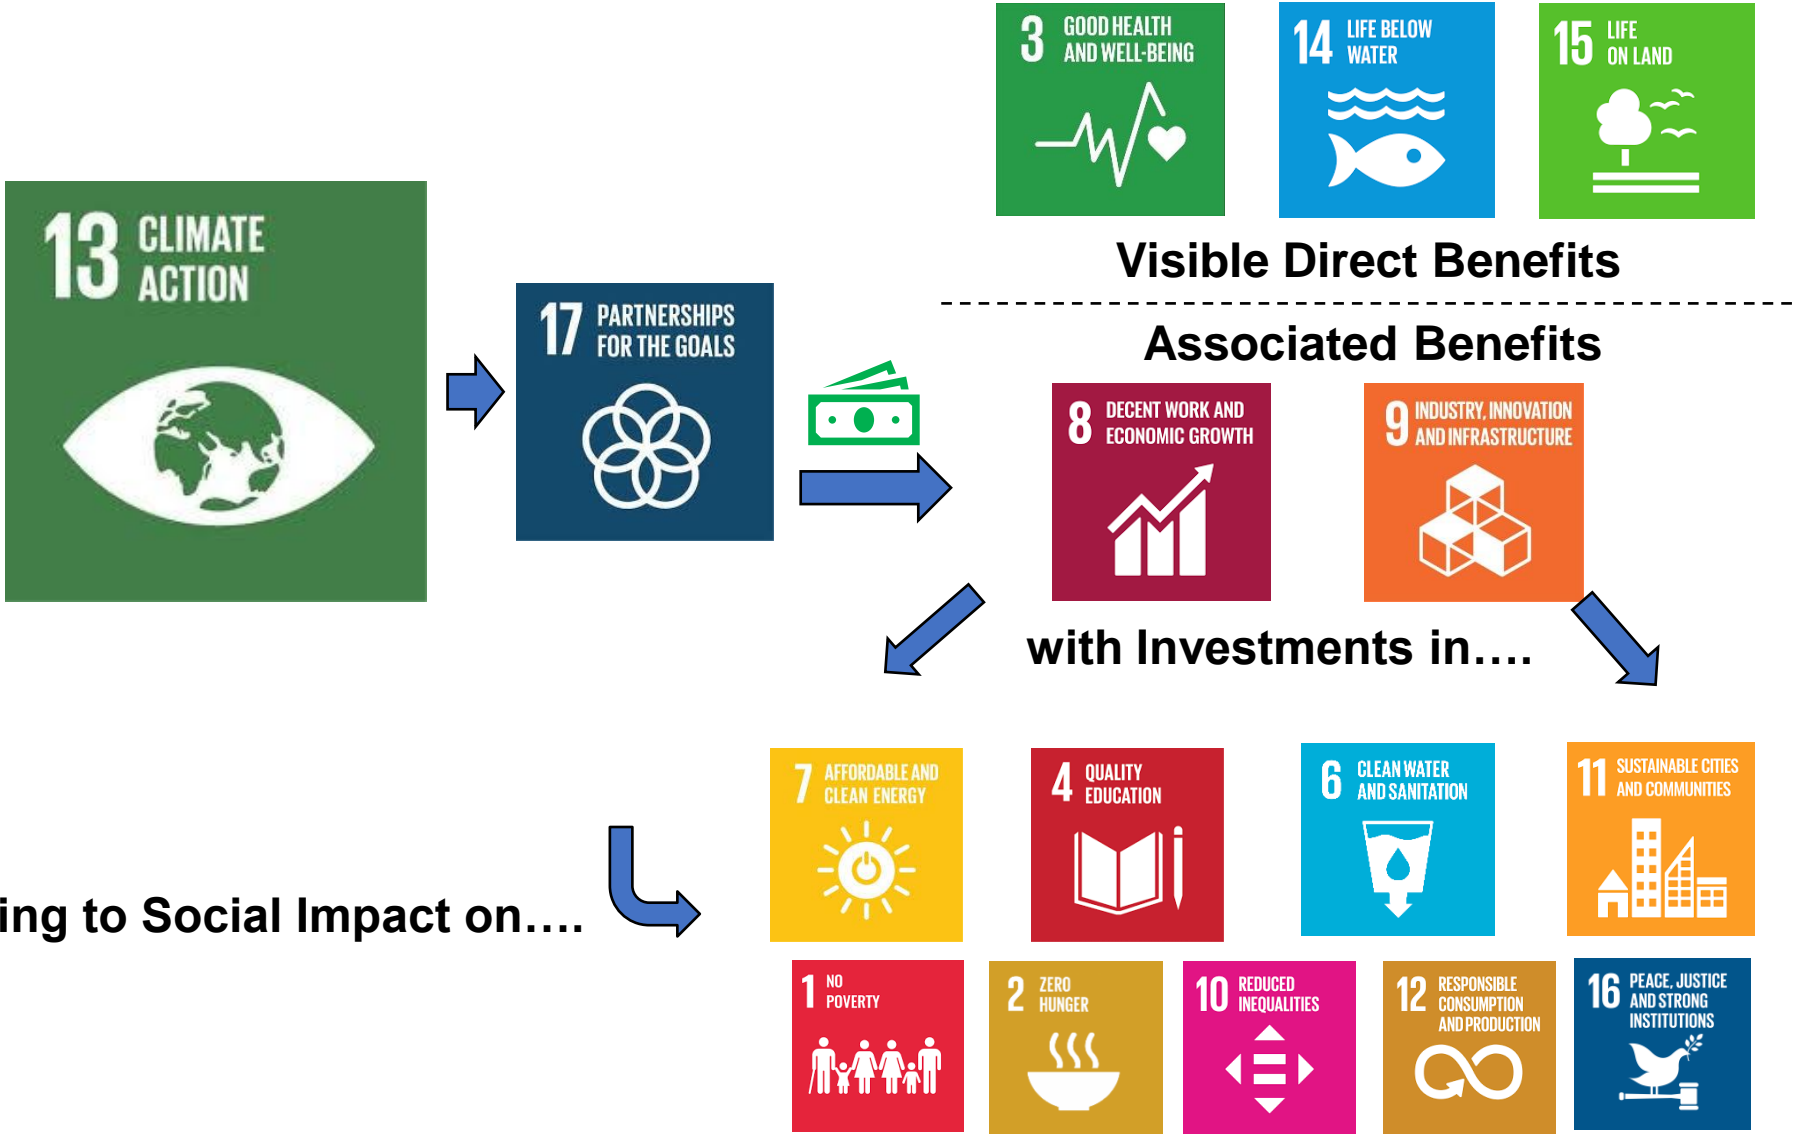 3 GOOD HEALTH
AND WELL-BEING
14 LIFE BELOW
WATER
15 LIFE
ON LAND
Visible Direct Benefits
13 CLIMATE
ACTION
17 PARTNERSHIPS
FOR THE GOALS
Associated Benefits
8 DECENT WORK AND
ECONOMIC GROWTH
9 INDUSTRY, INNOVATION
AND INFRASTRUCTURE
with Investments in....
7 AFFORDABLE AND
CLEAN ENERGY
4 QUALITY
EDUCATION
6 CLEAN WATER
AND SANITATION
11 SUSTAINABLE CITIES
AND COMMUNITIES
ing to Social Impact on....
1 NO
POVERTY
2 ZERO
HUNGER
10 REDUCED
INEQUALITIES
12 RESPONSIBLE
CONSUMPTION
AND PRODUCTION
16 PEACE, JUSTICE
AND STRONG
INSTITUTIONS